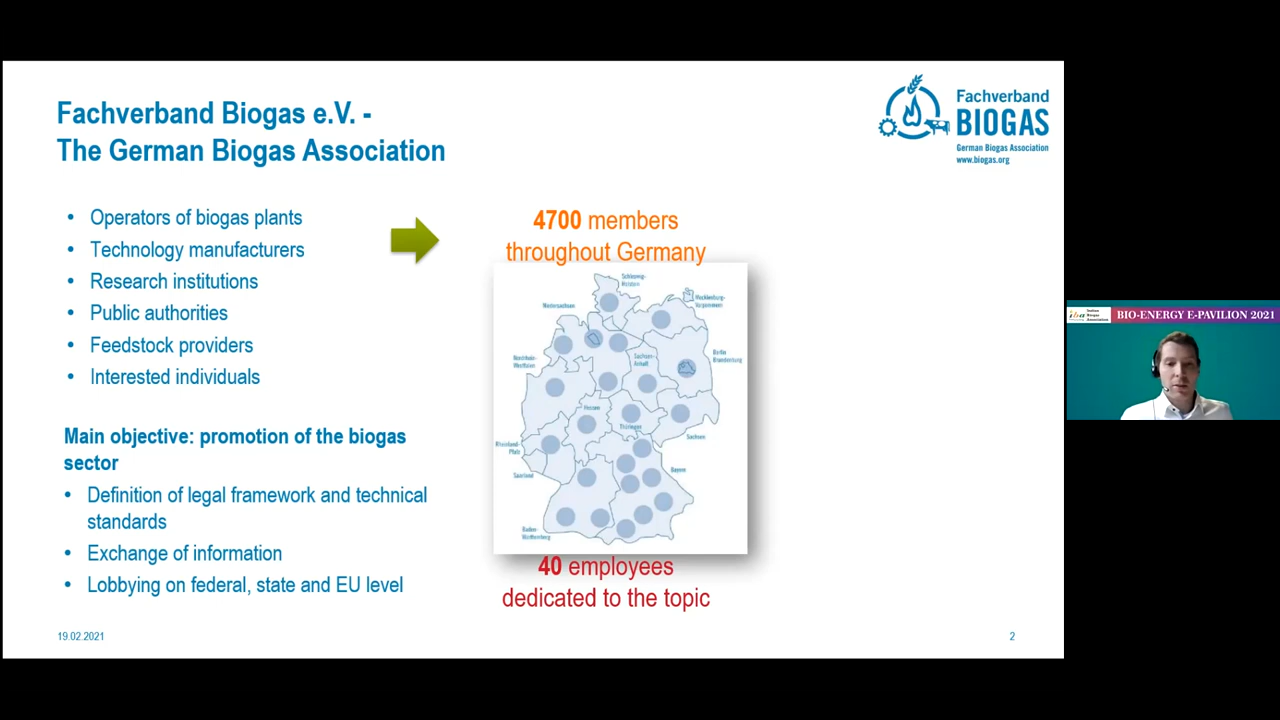 Fachverband Biogas e.V. -
The German Biogas Association
Fachverband
BIOGAS
German Biogas Association
www.biogas.org
• Operators of biogas plants
• Technology manufacturers
• Research institutions
• Public authorities
• Feedstock providers
• Interested individuals
Main objective: promotion of the biogas
sector
• Definition of legal framework and technical
standards
• Exchange of information
• Lobbying on federal, state and EU level
4700 members
throughout Germany
Schleswig-
Holstein
Mecklenburg-
Vorpommern
Niedersachsen
Berlin
Brandenburg
Sachsen-
Anhalt
Nordrhein-
Westfalen
Hessen
Thüringen
Sachsen
Rheinland-
Pfalz
Saarland
Bayern
Baden-
Württemberg
40 employees
dedicated to the topic
19.02.2021
2
iba
Indian
Biogas
Association
BIO-ENERGY E-PAVILION 2021